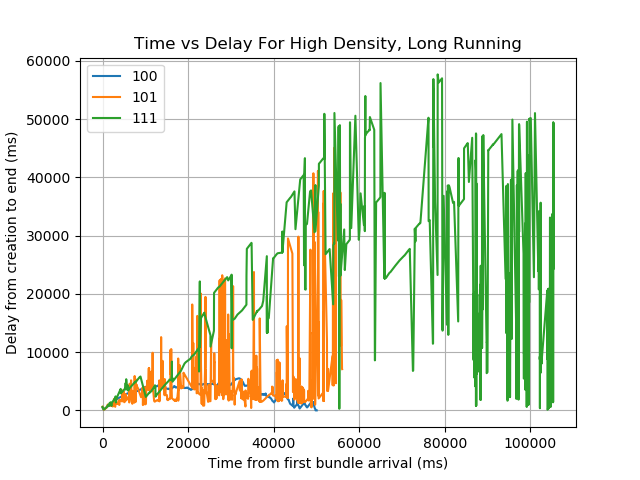 Time vs Delay For High Density, Long Running
60000
50000
40000
30000
20000
10000
0
Delay from creation to end (ms)
100
101
111
0 20000 40000 60000 80000 100000
Time from first bundle arrival (ms)